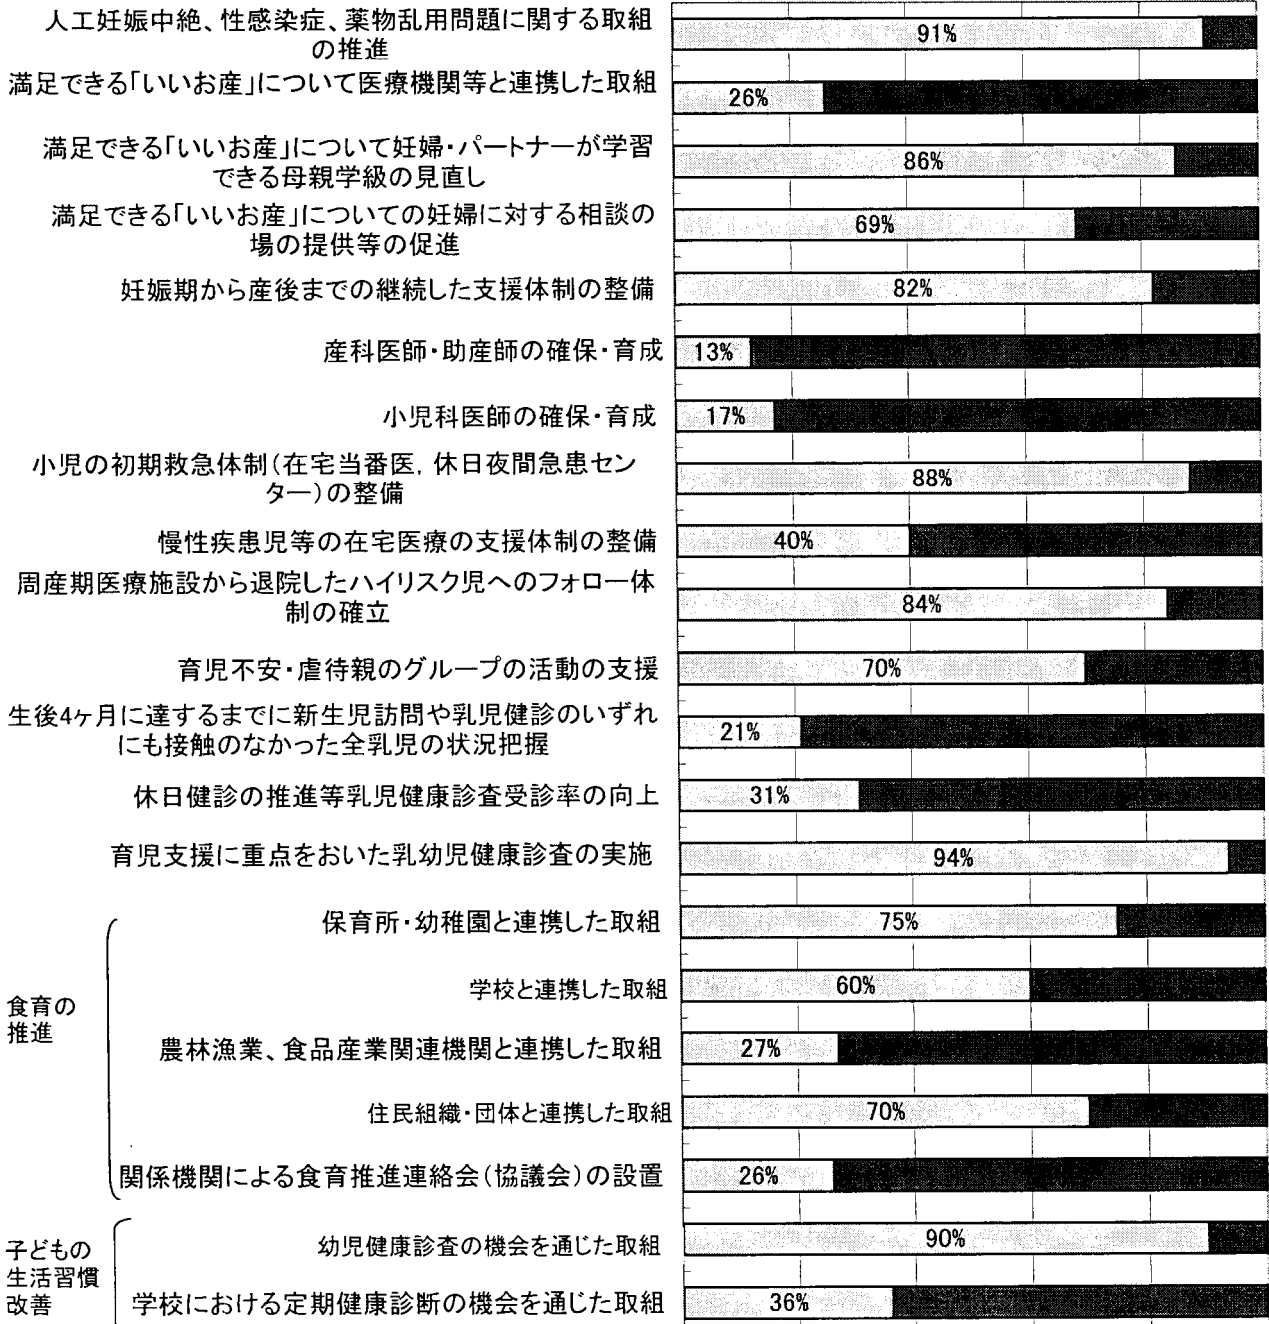 人工妊娠中絶、性感染症、薬物乱用問題に関する取組
の推進
91%
満足できる「いいお産」について医療機関等と連携した取組
26%
満足できる「いいお産」について妊婦・パートナーが学習
できる母親学級の見直し
86%
満足できる「いいお産」についての妊婦に対する相談の
場の提供等の促進
69%
妊娠期から産後までの継続した支援体制の整備
82%
産科医師・助産師の確保・育成
13%
小児科医師の確保・育成
17%
小児の初期救急体制(在宅当番医,休日夜間急患セン
ター)の整備
88%
慢性疾患児等の在宅医療の支援体制の整備
40%
周産期医療施設から退院したハイリスク児へのフォロー体
制の確立
84%
育児不安・虐待親のグループの活動の支援
70%
生後4ヶ月に達するまでに新生児訪問や乳児健診のいずれ
にも接触のなかった全乳児の状況把握
21%
休日健診の推進等乳児健康診査受診率の向上
31%
育児支援に重点をおいた乳幼児健康診査の実施
94%
食育の
推進
保育所・幼稚園と連携した取組
75%
学校と連携した取組
60%
農林漁業、食品産業関連機関と連携した取組
27%
住民組織・団体と連携した取組
70%
関係機関による食育推進連絡会(協議会)の設置
26%
子どもの
生活習慣
改善
幼児健康診査の機会を通じた取組
90%
学校における定期健康診断の機会を通じた取組
36%